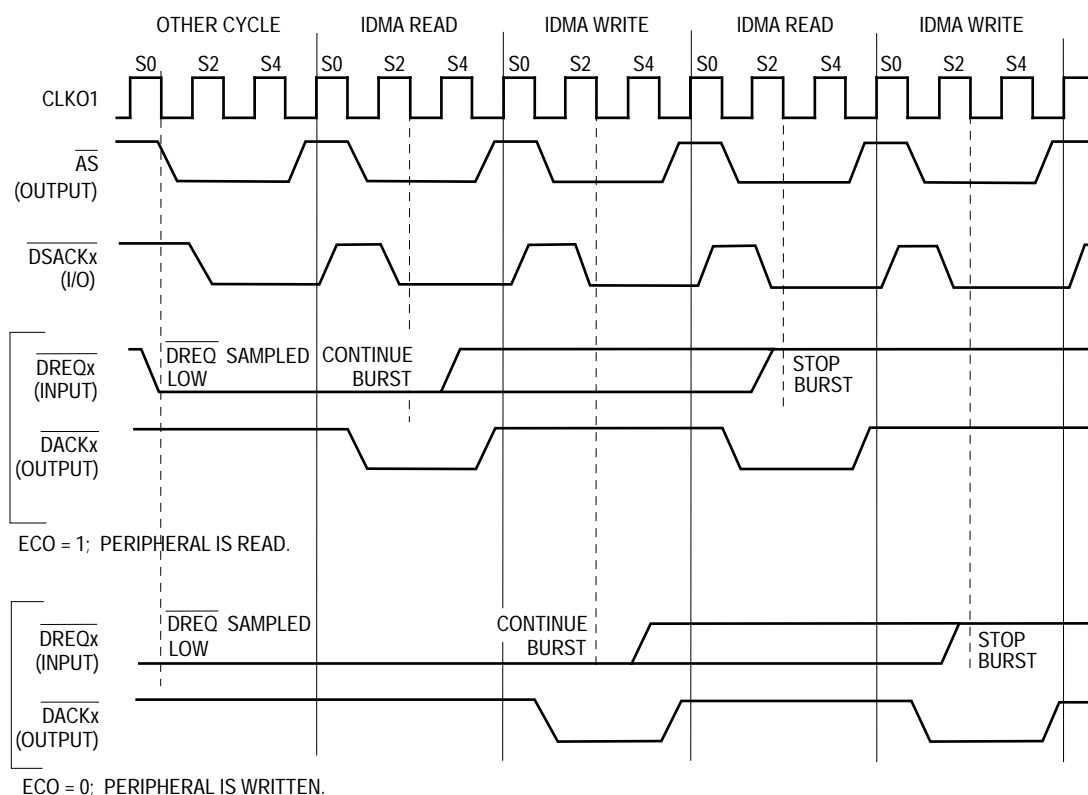 OTHER CYCLE IDMA READ IDMA WRITE IDMA READ IDMA WRITE
S0 S2 S4 S0 S2 S4 S0 S2 S4 S0 S2 S4 S0 S2 S4
CLKO1
AS
(OUTPUT)
DSACKx
(I/O)
DREQx
(INPUT)
DREQ SAMPLED
LOW
CONTINUE
BURST
STOP
BURST
DACKx
(OUTPUT)
ECO = 1; PERIPHERAL IS READ.
DREQx
(INPUT)
DREQ SAMPLED
LOW
CONTINUE
BURST
STOP
BURST
DACKx
(OUTPUT)
ECO = 0; PERIPHERAL IS WRITTEN.